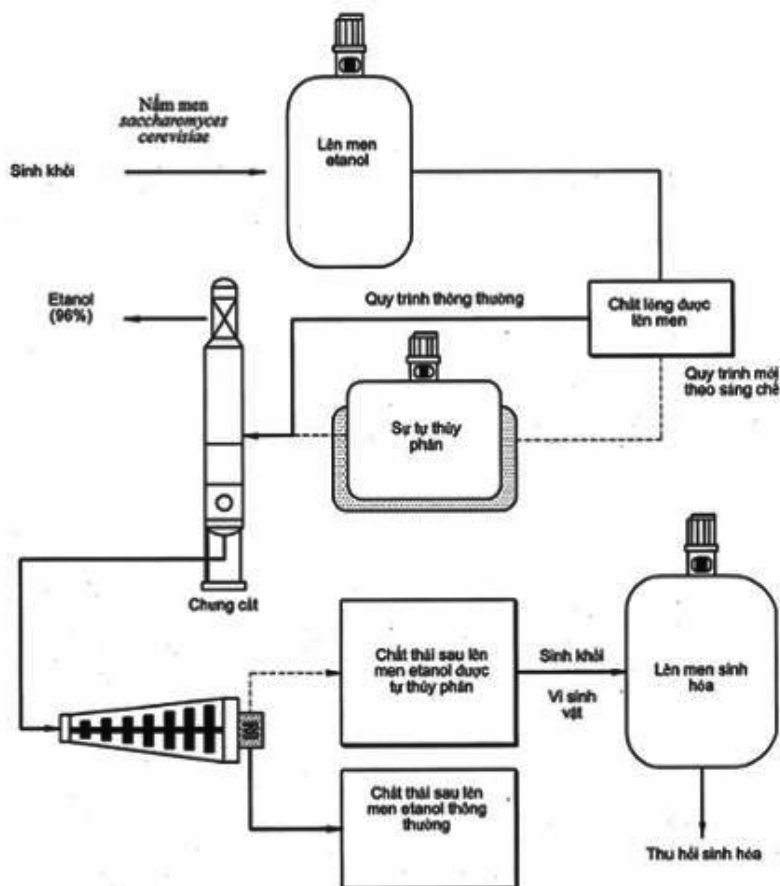 Nấm men
saccharomyces
cerevisiae
Sinh khối
Lên men
etanol
Etanol
(96%)
Quy trình thông thường
Chất lỏng được
lên men
Quy trình mới
theo sáng chế
Sự tự thủy
phân
Chưng cất
Chất thải sau lên
men etanol được
tự thủy phân
Sinh khối
Vi sinh
vật
Lên men sinh
hóa
Chất thải sau lên
men etanol thông
thường
Thu hồi sinh hóa